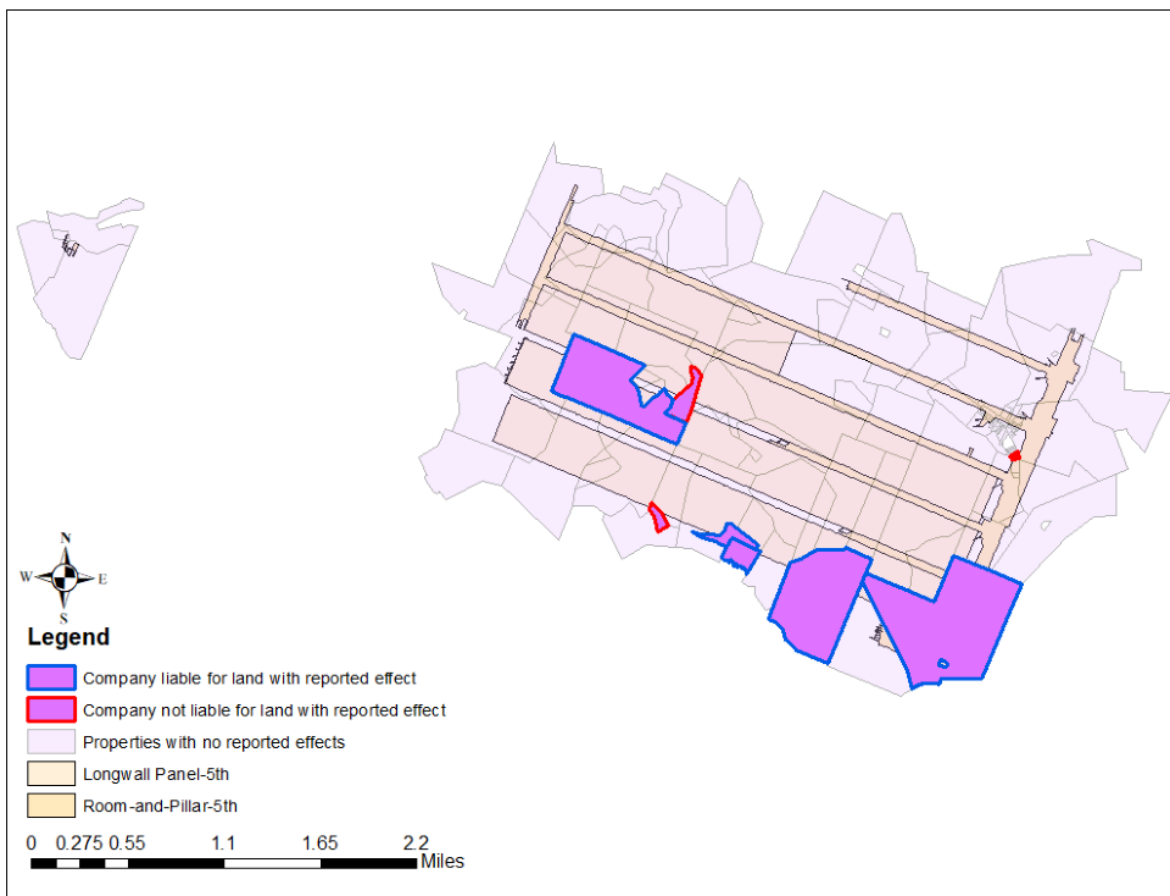 N
W E
S
Legend
Company liable for land with reported effect
Company not liable for land with reported effect
Properties with no reported effects
Longwall Panel-5th
Room-and-Pillar-5th
0 0.275 0.55 1.1 1.65 2.2
Miles